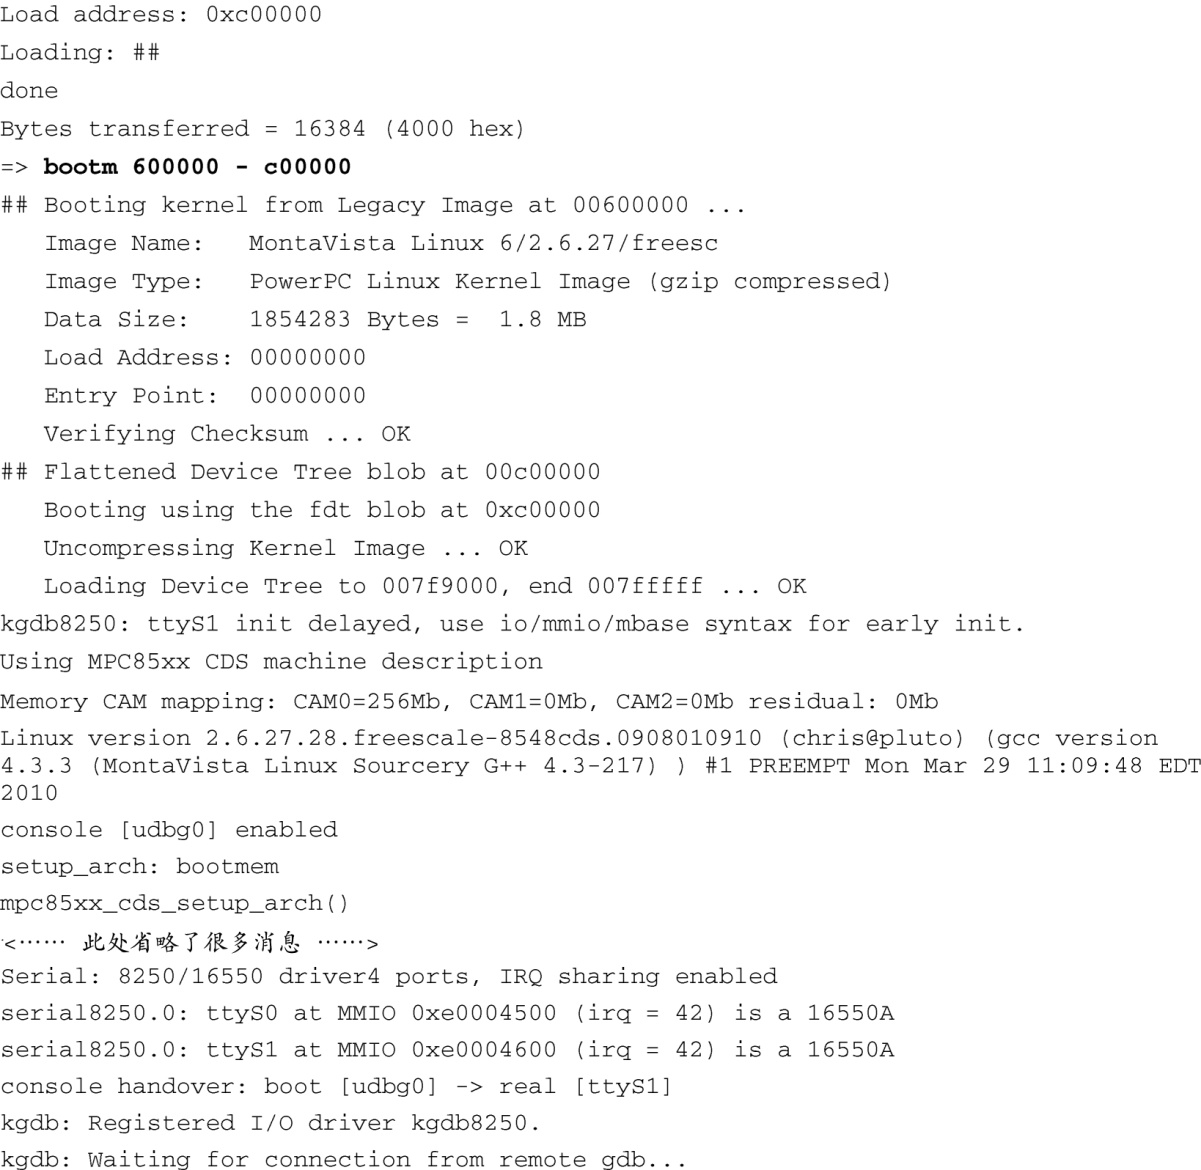 Load address: 0xc00000
Loading: ##
done
Bytes transferred = 16384 (4000 hex)
=> bootm 600000 - c00000
## Booting kernel from Legacy Image at 00600000 ...
   Image Name:   MontaVista Linux 6/2.6.27/freesc
   Image Type:   PowerPC Linux Kernel Image (gzip compressed)
   Data Size:    1854283 Bytes =  1.8 MB
   Load Address: 00000000
   Entry Point:  00000000
   Verifying Checksum ... OK
## Flattened Device Tree blob at 00c00000
   Booting using the fdt blob at 0xc00000
   Uncompressing Kernel Image ... OK
   Loading Device Tree to 007f9000, end 007fffff ... OK
kgdb8250: ttyS1 init delayed, use io/mmio/mbase syntax for early init.
Using MPC85xx CDS machine description
Memory CAM mapping: CAM0=256Mb, CAM1=0Mb, CAM2=0Mb residual: 0Mb
Linux version 2.6.27.28.freescale-8548cds.0908010910 (chris@pluto) (gcc version
4.3.3 (MontaVista Linux Sourcery G++ 4.3-217) ) #1 PREEMPT Mon Mar 29 11:09:48 EDT
2010
console [udbg0] enabled
setup_arch: bootmem
mpc85xx_cds_setup_arch()
<…… 此处省略了很多消息 ……>
Serial: 8250/16550 driver4 ports, IRQ sharing enabled
serial8250.0: ttyS0 at MMIO 0xe0004500 (irq = 42) is a 16550A
serial8250.0: ttyS1 at MMIO 0xe0004600 (irq = 42) is a 16550A
console handover: boot [udbg0] -> real [ttyS1]
kgdb: Registered I/O driver kgdb8250.
kgdb: Waiting for connection from remote gdb...